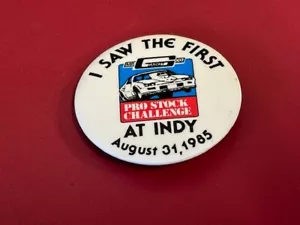 I SAW THE FIRST
PRO STOCK
CHALLENGE
AT INDY
August 31, 1985